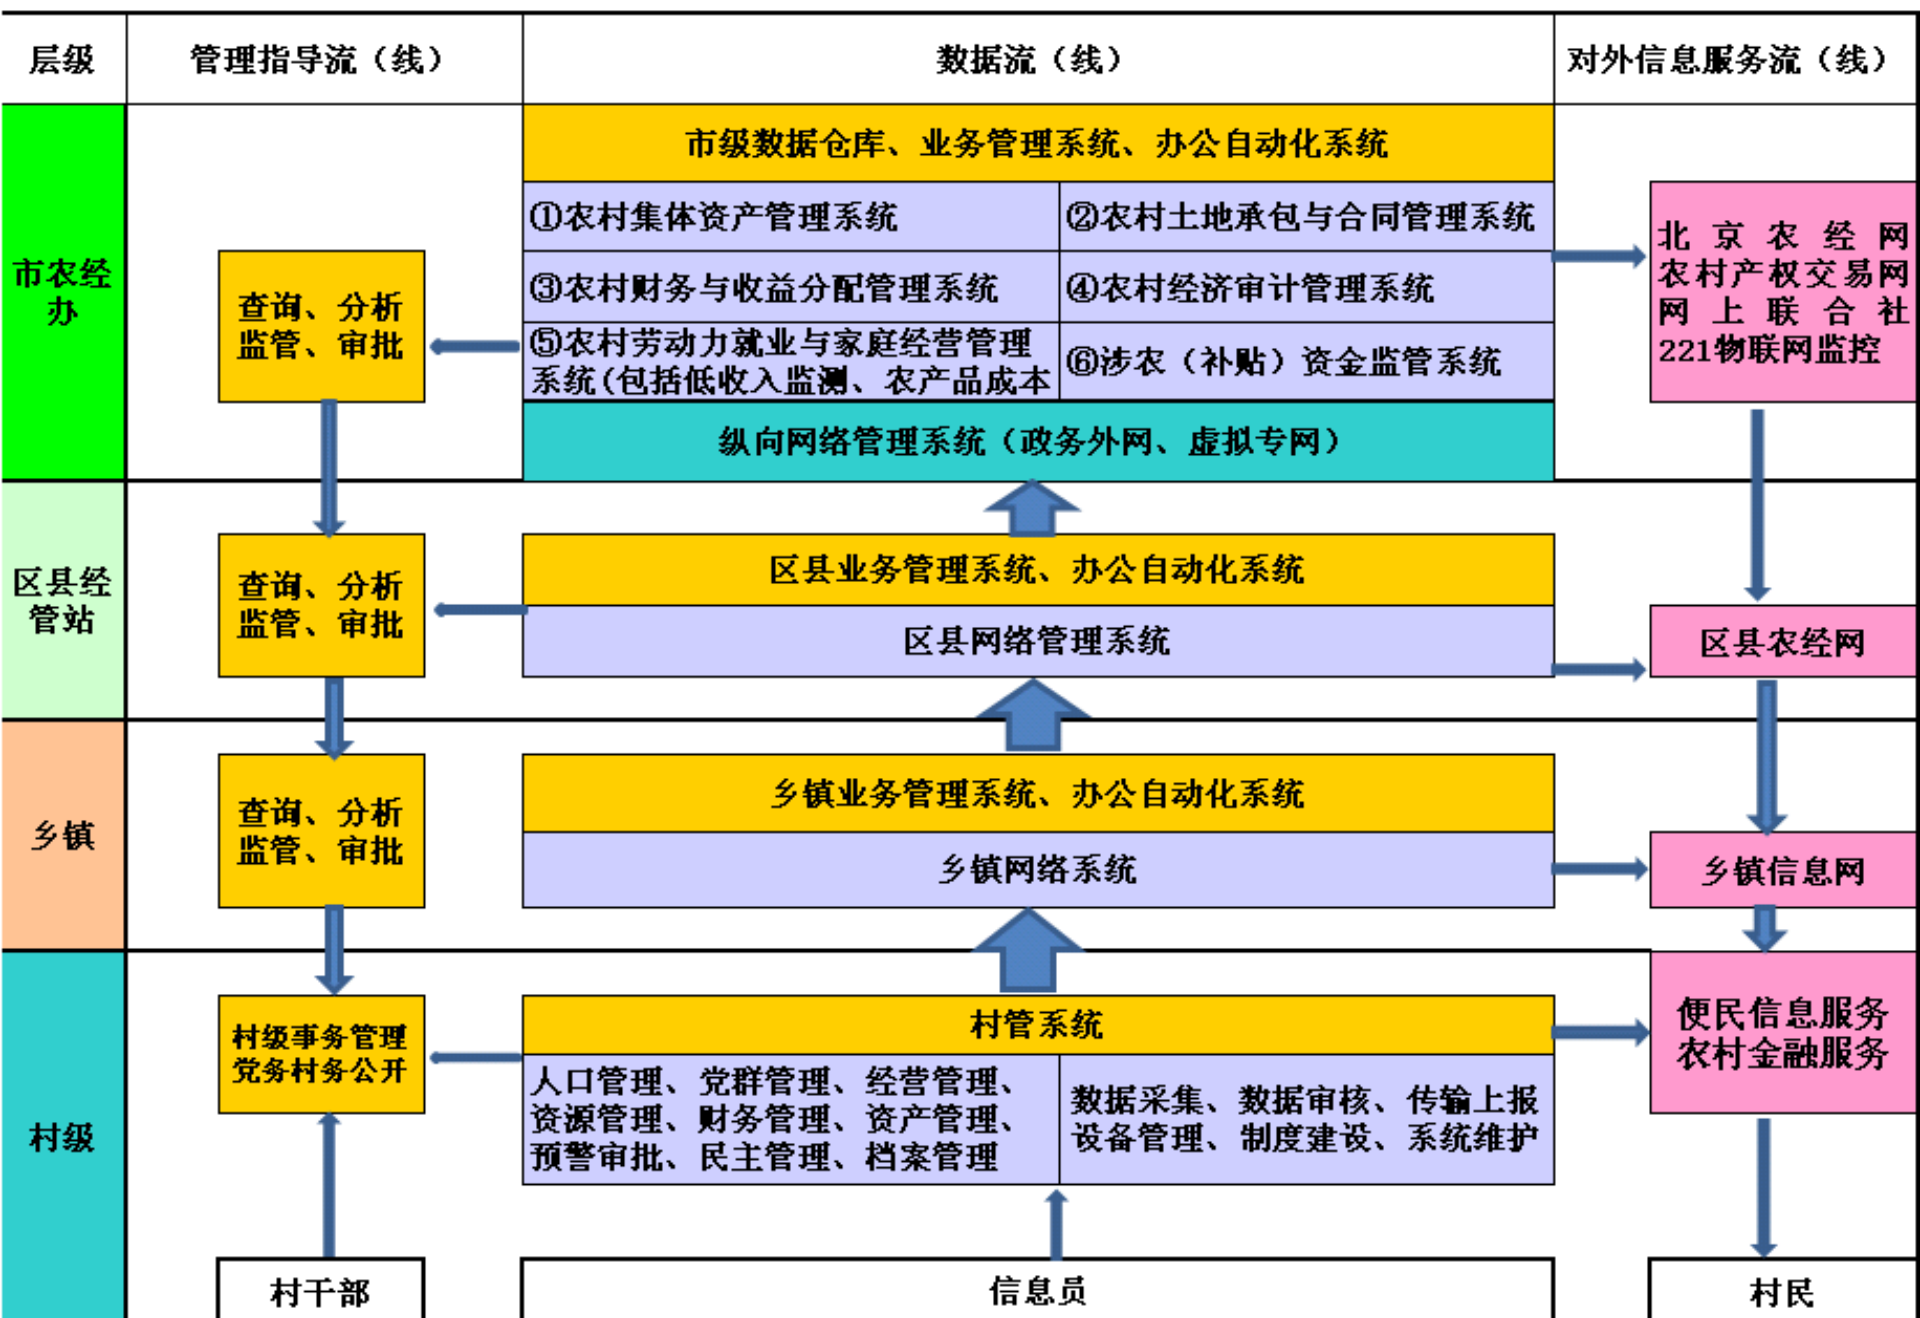 层级
管理指导流（线）
数据流（线）
对外信息服务流（线）
市农经
办
查询、分析
监管、审批
市级数据仓库、业务管理系统、办公自动化系统
①农村集体资产管理系统
②农村土地承包与合同管理系统
③农村财务与收益分配管理系统
④农村经济审计管理系统
⑤农村劳动力就业与家庭经营管理
系统(包括低收入监测、农产品成本
⑥涉农（补贴）资金监管系统
纵向网络管理系统（政务外网、虚拟专网）
北京农经网
农村产权交易网
网上联合社
221物联网监控
区县经
管站
查询、分析
监管、审批
区县业务管理系统、办公自动化系统
区县网络管理系统
区县农经网
乡镇
查询、分析
监管、审批
乡镇业务管理系统、办公自动化系统
乡镇网络系统
乡镇信息网
村级
村级事务管理
党务村务公开
村管系统
人口管理、党群管理、经营管理、
资源管理、财务管理、资产管理、
预警审批、民主管理、档案管理
数据采集、数据审核、传输上报
设备管理、制度建设、系统维护
便民信息服务
农村金融服务
村干部
信息员
村民